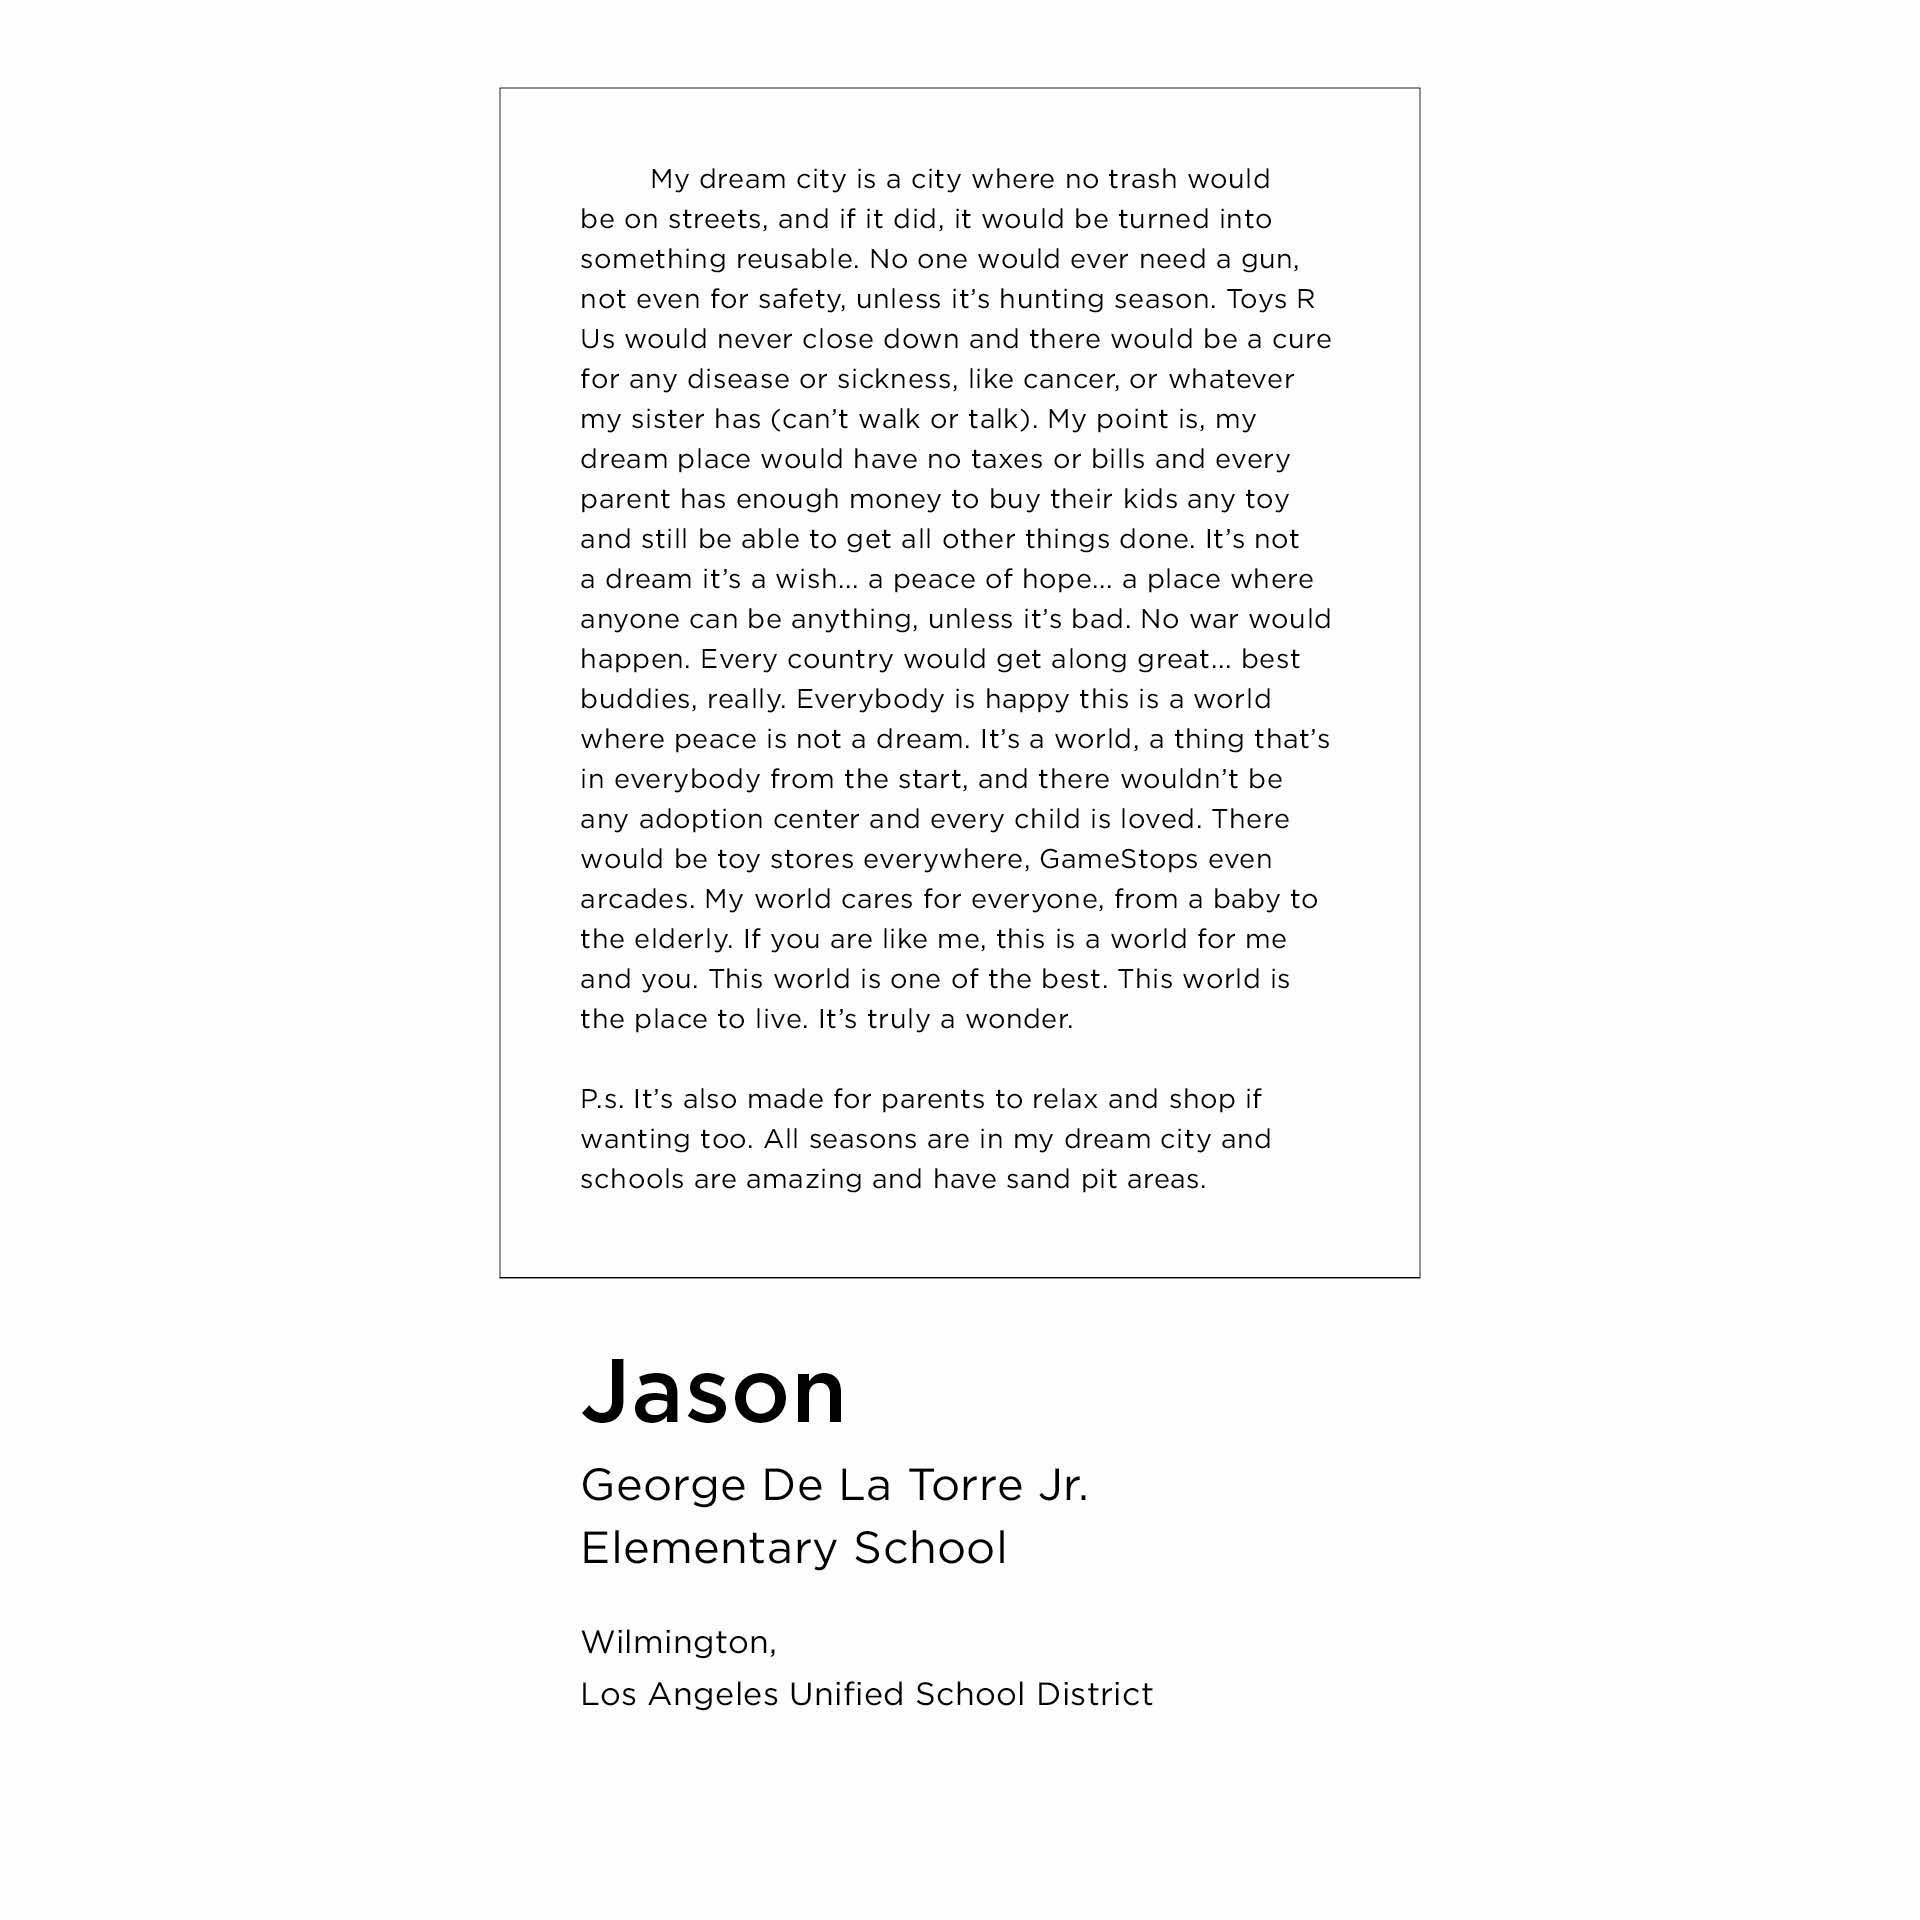 My dream city is a city where no trash would
be on streets, and if it did, it would be turned into
something reusable. No one would ever need a gun,
not even for safety, unless it’s hunting season. Toys R
Us would never close down and there would be a cure
for any disease or sickness, like cancer, or whatever
my sister has (can’t walk or talk). My point is, my
dream place would have no taxes or bills and every
parent has enough money to buy their kids any toy
and still be able to get all other things done. It’s not
a dream it’s a wish... a peace of hope... a place where
anyone can be anything, unless it’s bad. No war would
happen. Every country would get along great... best
buddies, really. Everybody is happy this is a world
where peace is not a dream. It’s a world, a thing that’s
in everybody from the start, and there wouldn’t be
any adoption center and every child is loved. There
would be toy stores everywhere, GameStops even
arcades. My world cares for everyone, from a baby to
the elderly. If you are like me, this is a world for me
and you. This world is one of the best. This world is
the place to live. It’s truly a wonder.
P.s. It’s also made for parents to relax and shop if
wanting too. All seasons are in my dream city and
schools are amazing and have sand pit areas.
Jason
George De La Torre Jr.
Elementary School
Wilmington,
Los Angeles Unified School District